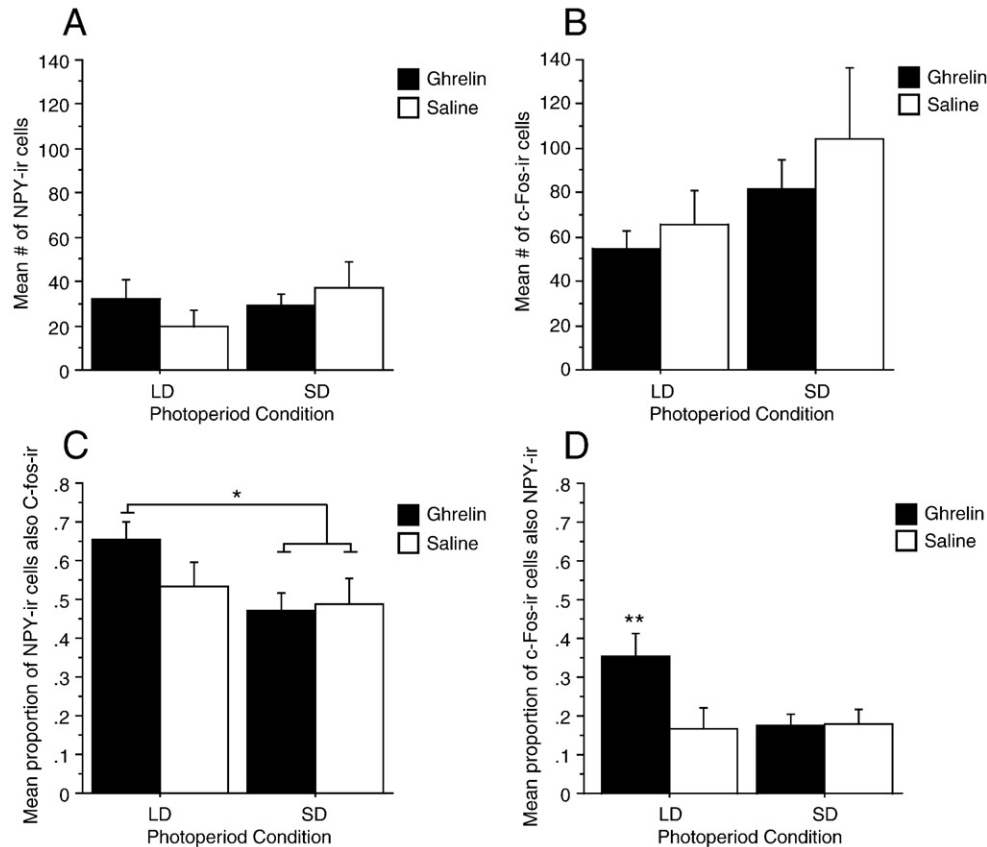 A
Mean # of NPY-ir cells
140
120
100
80
60
40
20
0
LD
SD
Photoperiod Condition
Ghrelin
Saline
B
Mean # of c-Fos-ir cells
140
120
100
80
60
40
20
0
LD
SD
Photoperiod Condition
Ghrelin
Saline
C
Mean proportion of NPY-ir cells also C-fos-ir
.8
.7
.6
.5
.4
.3
.2
.1
0
*
LD
SD
Photoperiod Condition
Ghrelin
Saline
D
Mean proportion of c-Fos-ir cells also NPY-ir
.8
.7
.6
.5
.4
.3
.2
.1
0
**
LD
SD
Photoperiod Condition
Ghrelin
Saline